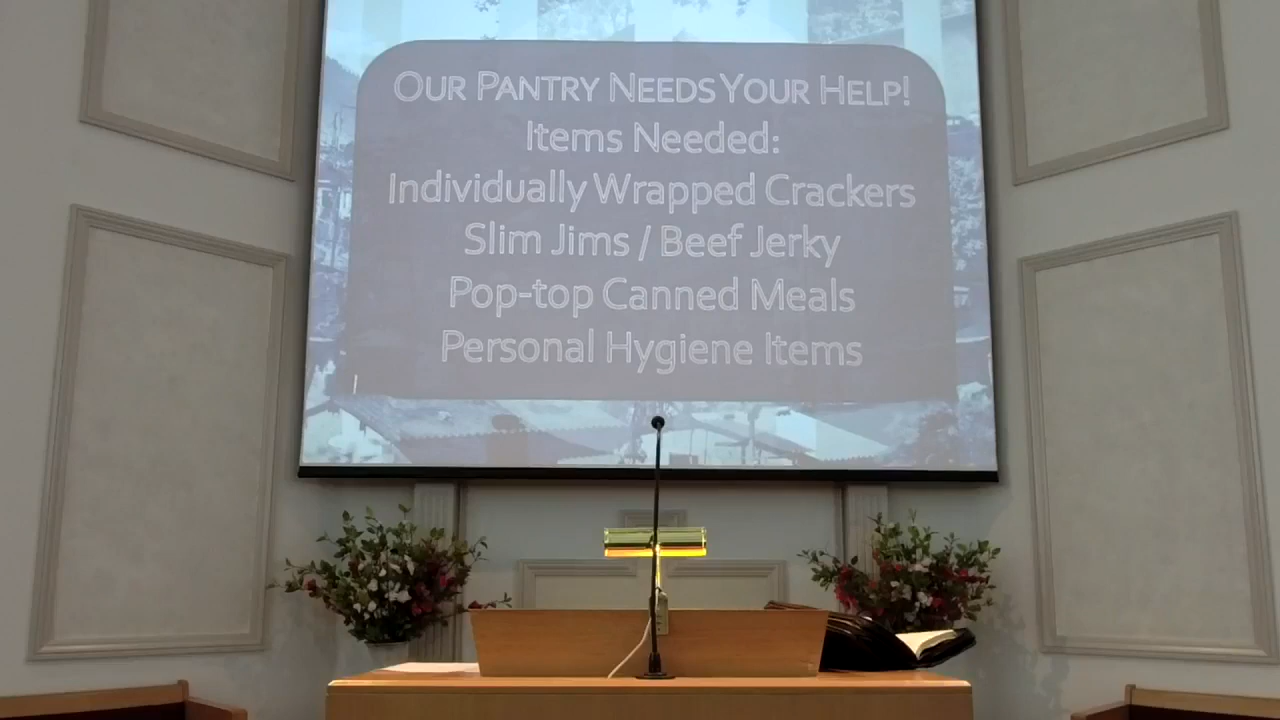 OUR PANTRY NEEDS YOUR HELP!
Items Needed:
Individually Wrapped Crackers
Slim Jims / Beef Jerky
Pop-top Canned Meals
Personal Hygiene Items